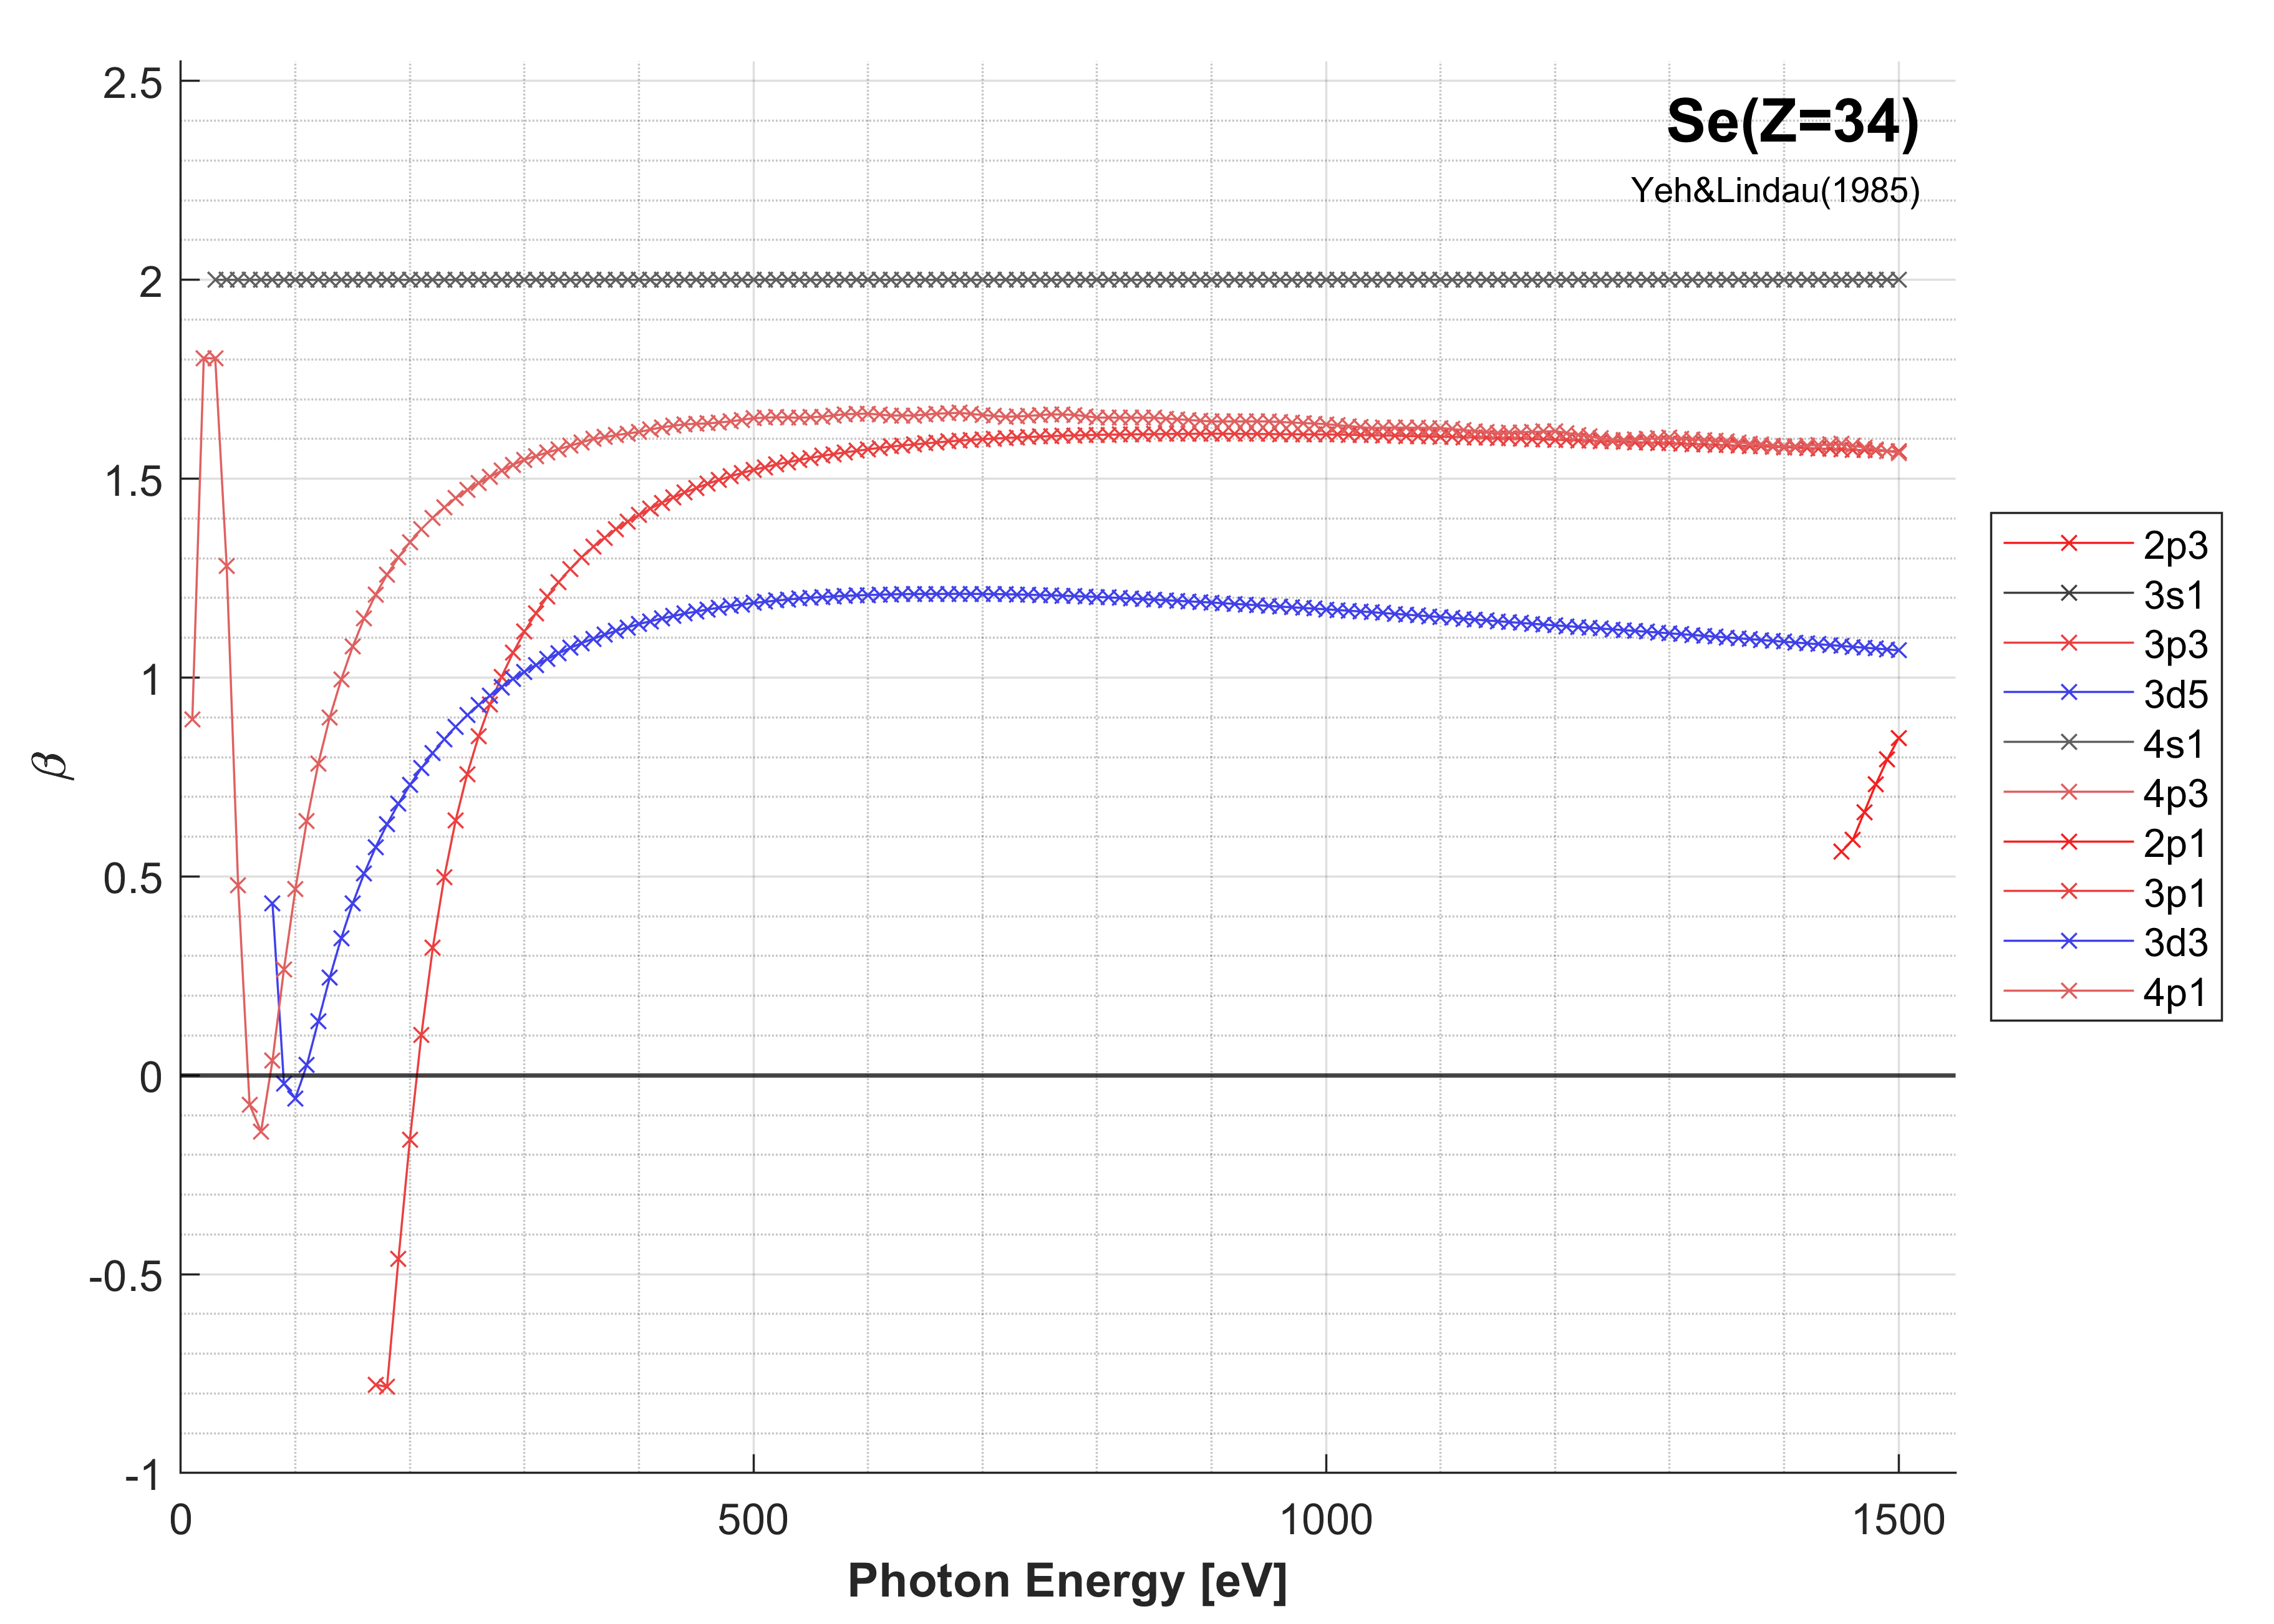 Se(Z=34)
Yeh&Lindau(1985)
2.5
2
1.5
1
0.5
0
-0.5
-1
β
0 500 1000 1500
Photon Energy [eV]
2p3
3s1
3p3
3d5
4s1
4p3
2p1
3p1
3d3
4p1